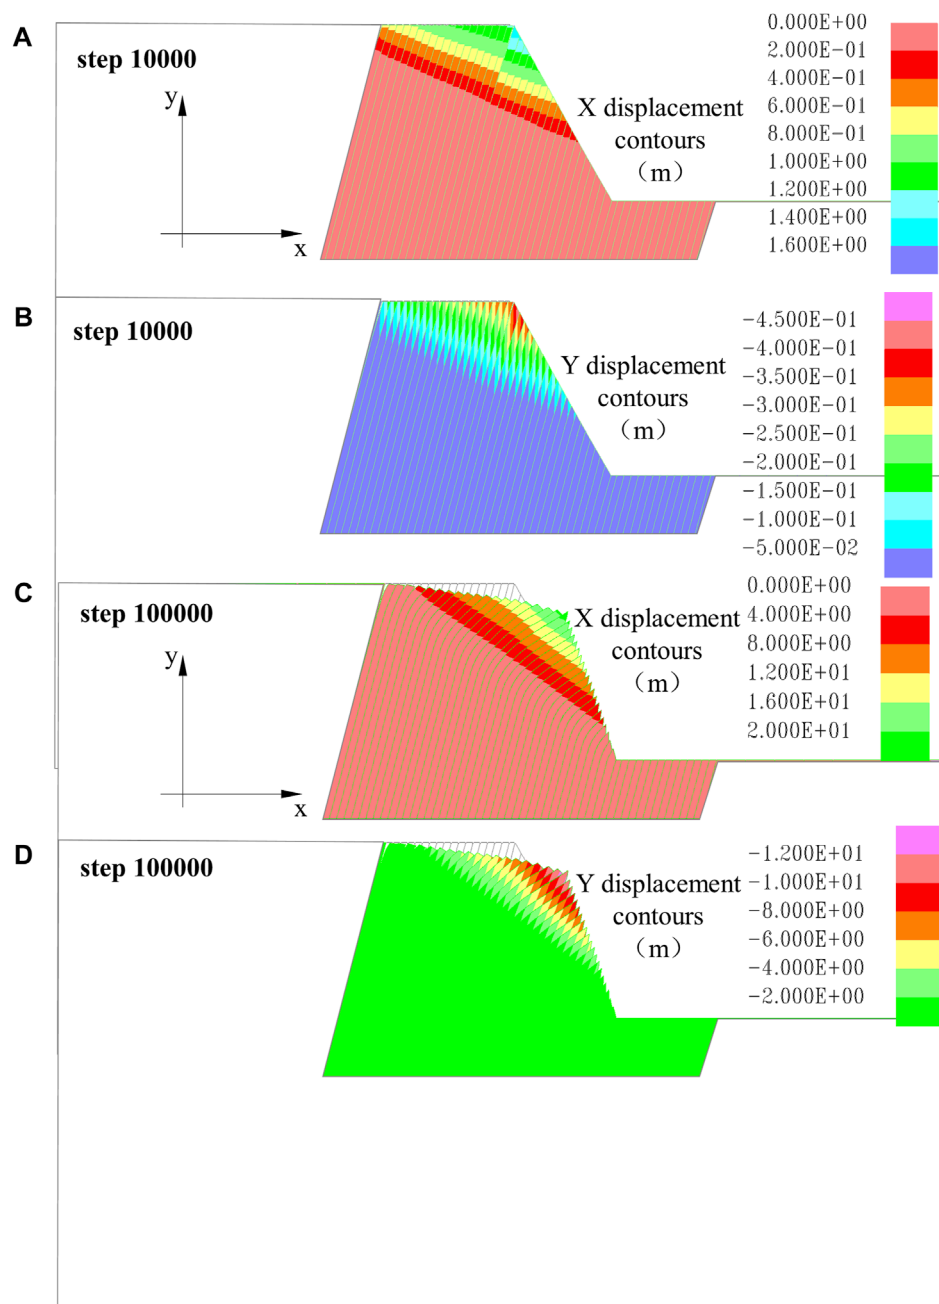 A
step 10000
y
x
X displacement
contours
(m)
0.000E+00
2.000E-01
4.000E-01
6.000E-01
8.000E-01
1.000E+00
1.200E+00
1.400E+00
1.600E+00
B
step 10000
Y displacement
contours
(m)
-4.500E-01
-4.000E-01
-3.500E-01
-3.000E-01
-2.500E-01
-2.000E-01
-1.500E-01
-1.000E-01
-5.000E-02
C
step 100000
y
x
X displacement
contours
(m)
0.000E+00
4.000E+00
8.000E+00
1.200E+01
1.600E+01
2.000E+01
D
step 100000
Y displacement
contours
(m)
-1.200E+01
-1.000E+01
-8.000E+00
-6.000E+00
-4.000E+00
-2.000E+00